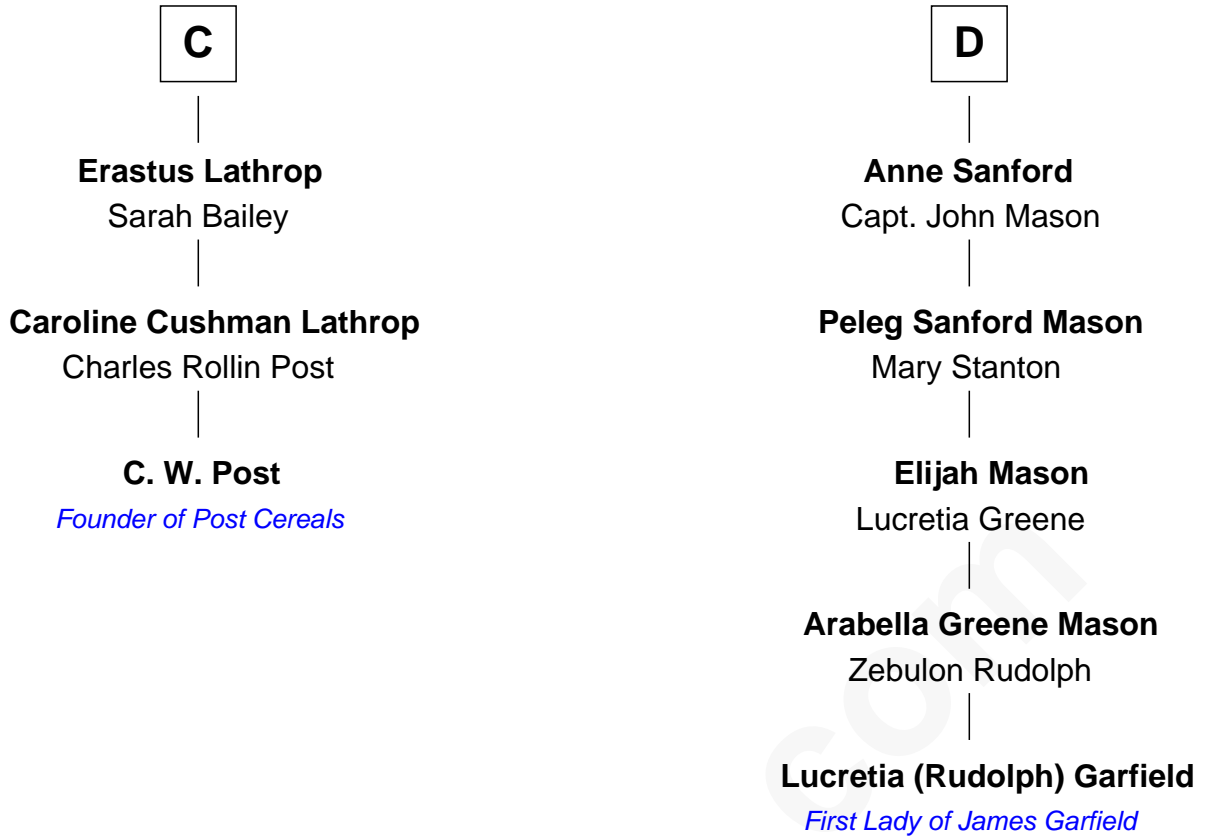 C
Erastus Lathrop
Sarah Bailey
Caroline Cushman Lathrop
Charles Rollin Post
C. W. Post
Founder of Post Cereals
D
Anne Sanford
Capt. John Mason
Peleg Sanford Mason
Mary Stanton
Elijah Mason
Lucretia Greene
Arabella Greene Mason
Zebulon Rudolph
Lucretia (Rudolph) Garfield
First Lady of James Garfield
com